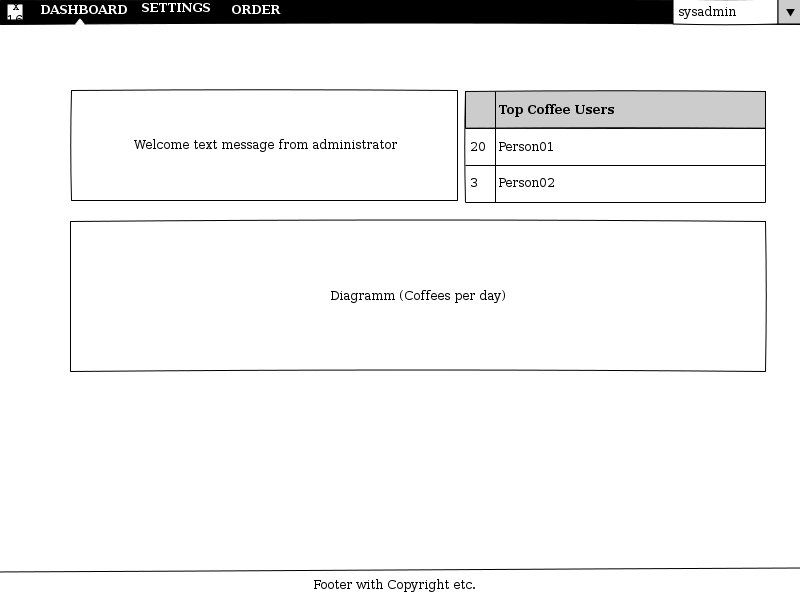 DASHBOARD SETTINGS ORDER sysadmin
Welcome text message from administrator
Top Coffee Users
20 Person01
3 Person02
Diagramm (Coffees per day)
Footer with Copyright etc.